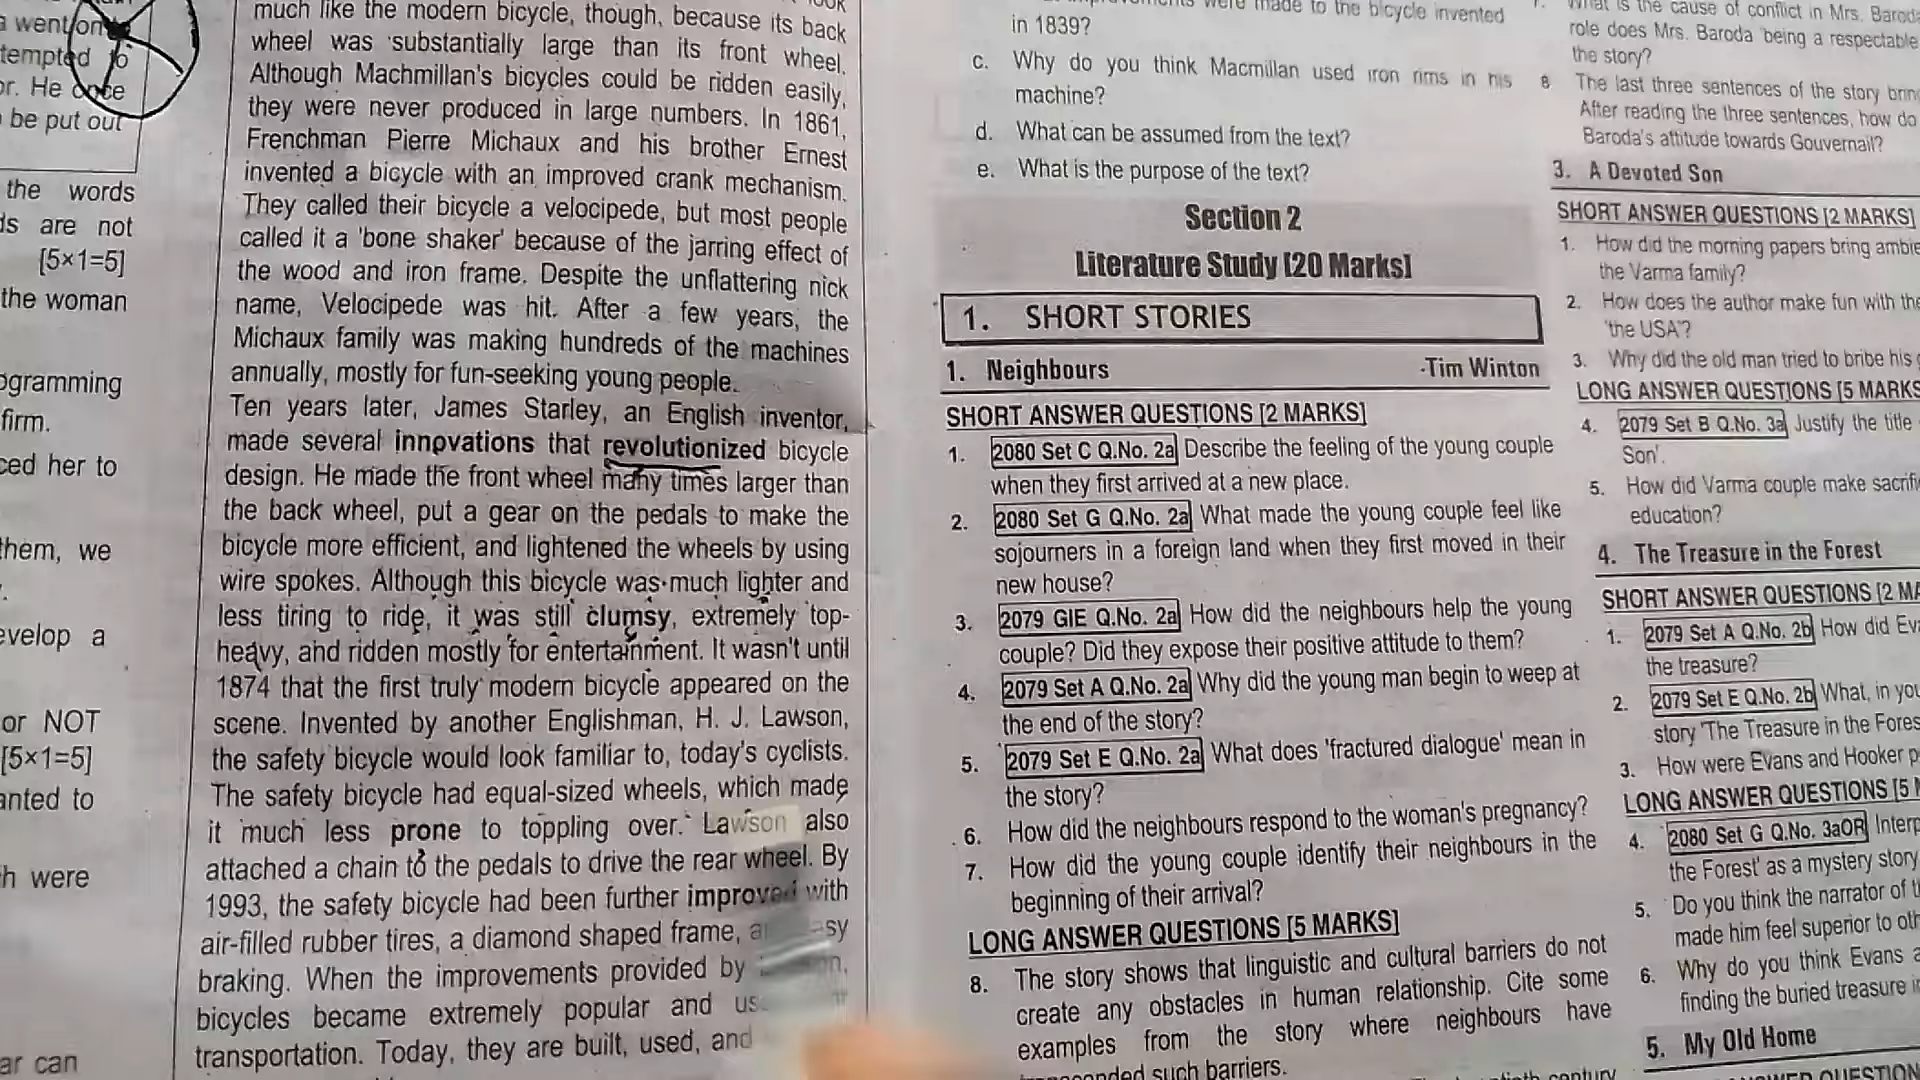 went on
tempted to
or. He once
be put out
the words
ds are not
[5×1=5]
the woman
ogramming
firm.
ced her to
them, we
evelop a
or NOT
[5×1=5]
anted to
h were
ar can
much like the modern bicycle, though, because its back
wheel was substantially large than its front wheel.
Although Machmillan's bicycles could be ridden easily,
they were never produced in large numbers. In 1861,
Frenchman Pierre Michaux and his brother Ernest
invented a bicycle with an improved crank mechanism.
They called their bicycle a velocipede, but most people
called it a 'bone shaker' because of the jarring effect of
the wood and iron frame. Despite the unflattering nick
name, Velocipede was hit. After a few years, the
Michaux family was making hundreds of the machines
annually, mostly for fun-seeking young people.
Ten years later, James Starley, an English inventor,
made several innovations that revolutionized bicycle
design. He made the front wheel many times larger than
the back wheel, put a gear on the pedals to make the
bicycle more efficient, and lightened the wheels by using
wire spokes. Although this bicycle was much lighter and
less tiring to ride, it was still clumsy, extremely top-
heavy, and ridden mostly for entertainment. It wasn't until
1874 that the first truly modern bicycle appeared on the
scene. Invented by another Englishman, H. J. Lawson,
the safety bicycle would look familiar to, today's cyclists.
The safety bicycle had equal-sized wheels, which made
it much less prone to toppling over. Lawson also
attached a chain to the pedals to drive the rear wheel. By
1993, the safety bicycle had been further improved with
air-filled rubber tires, a diamond shaped frame,
braking. When the improvements provided by
bicycles became extremely popular and
transportation. Today, they are built, used, and
were made to the bicycle invented
in 1839?
c. Why do you think Macmillan used iron rims in his
machine?
d. What can be assumed from the text?
e. What is the purpose of the text?
Section 2
Literature Study [20 Marks]
1. SHORT STORIES
1. Neighbours -Tim Winton
SHORT ANSWER QUESTIONS [2 MARKS]
1. 2080 Set C Q.No. 2a Describe the feeling of the young couple
when they first arrived at a new place.
2. 2080 Set G Q.No. 2a What made the young couple feel like
sojourners in a foreign land when they first moved in their
new house?
3. 2079 GIE Q.No. 2a How did the neighbours help the young
couple? Did they expose their positive attitude to them?
4. 2079 Set A Q.No. 2a Why did the young man begin to weep at
the end of the story?
5. 2079 Set E Q.No. 2a What does 'fractured dialogue' mean in
the story?
6. How did the neighbours respond to the woman's pregnancy?
7. How did the young couple identify their neighbours in the
beginning of their arrival?
LONG ANSWER QUESTIONS [5 MARKS]
8. The story shows that linguistic and cultural barriers do not
create any obstacles in human relationship. Cite some
examples from the story where neighbours have
such barriers.
century
What is the cause of conflict in Mrs. Baroda
role does Mrs. Baroda being a respectable
the story?
8 The last three sentences of the story bring
After reading the three sentences, how do
Baroda's attitude towards Gouvernail?
3. A Devoted Son
SHORT ANSWER QUESTIONS [2 MARKS]
1. How did the morning papers bring
the Varma family?
2. How does the author make fun with the
'the USA'?
3. Why did the old man tried to bribe his
LONG ANSWER QUESTIONS [5 MARKS
4. 2079 Set B Q.No. 3a Justify the title
Son'.
5. How did Varma couple make
education?
4. The Treasure in the Forest
SHORT ANSWER QUESTIONS [2 MA
1. 2079 Set A Q.No. 2b How did Eva
the treasure?
2. 2079 Set E Q.No. 2b What, in you
story 'The Treasure in the Fores
3. How were Evans and Hooker p
LONG ANSWER QUESTIONS [5 M
4. 2080 Set G Q.No. 3aOR Interp
the Forest' as a mystery story
5. Do you think the narrator of t
made him feel superior to oth
6. Why do you think Evans a
finding the buried treasure i
5. My Old Home